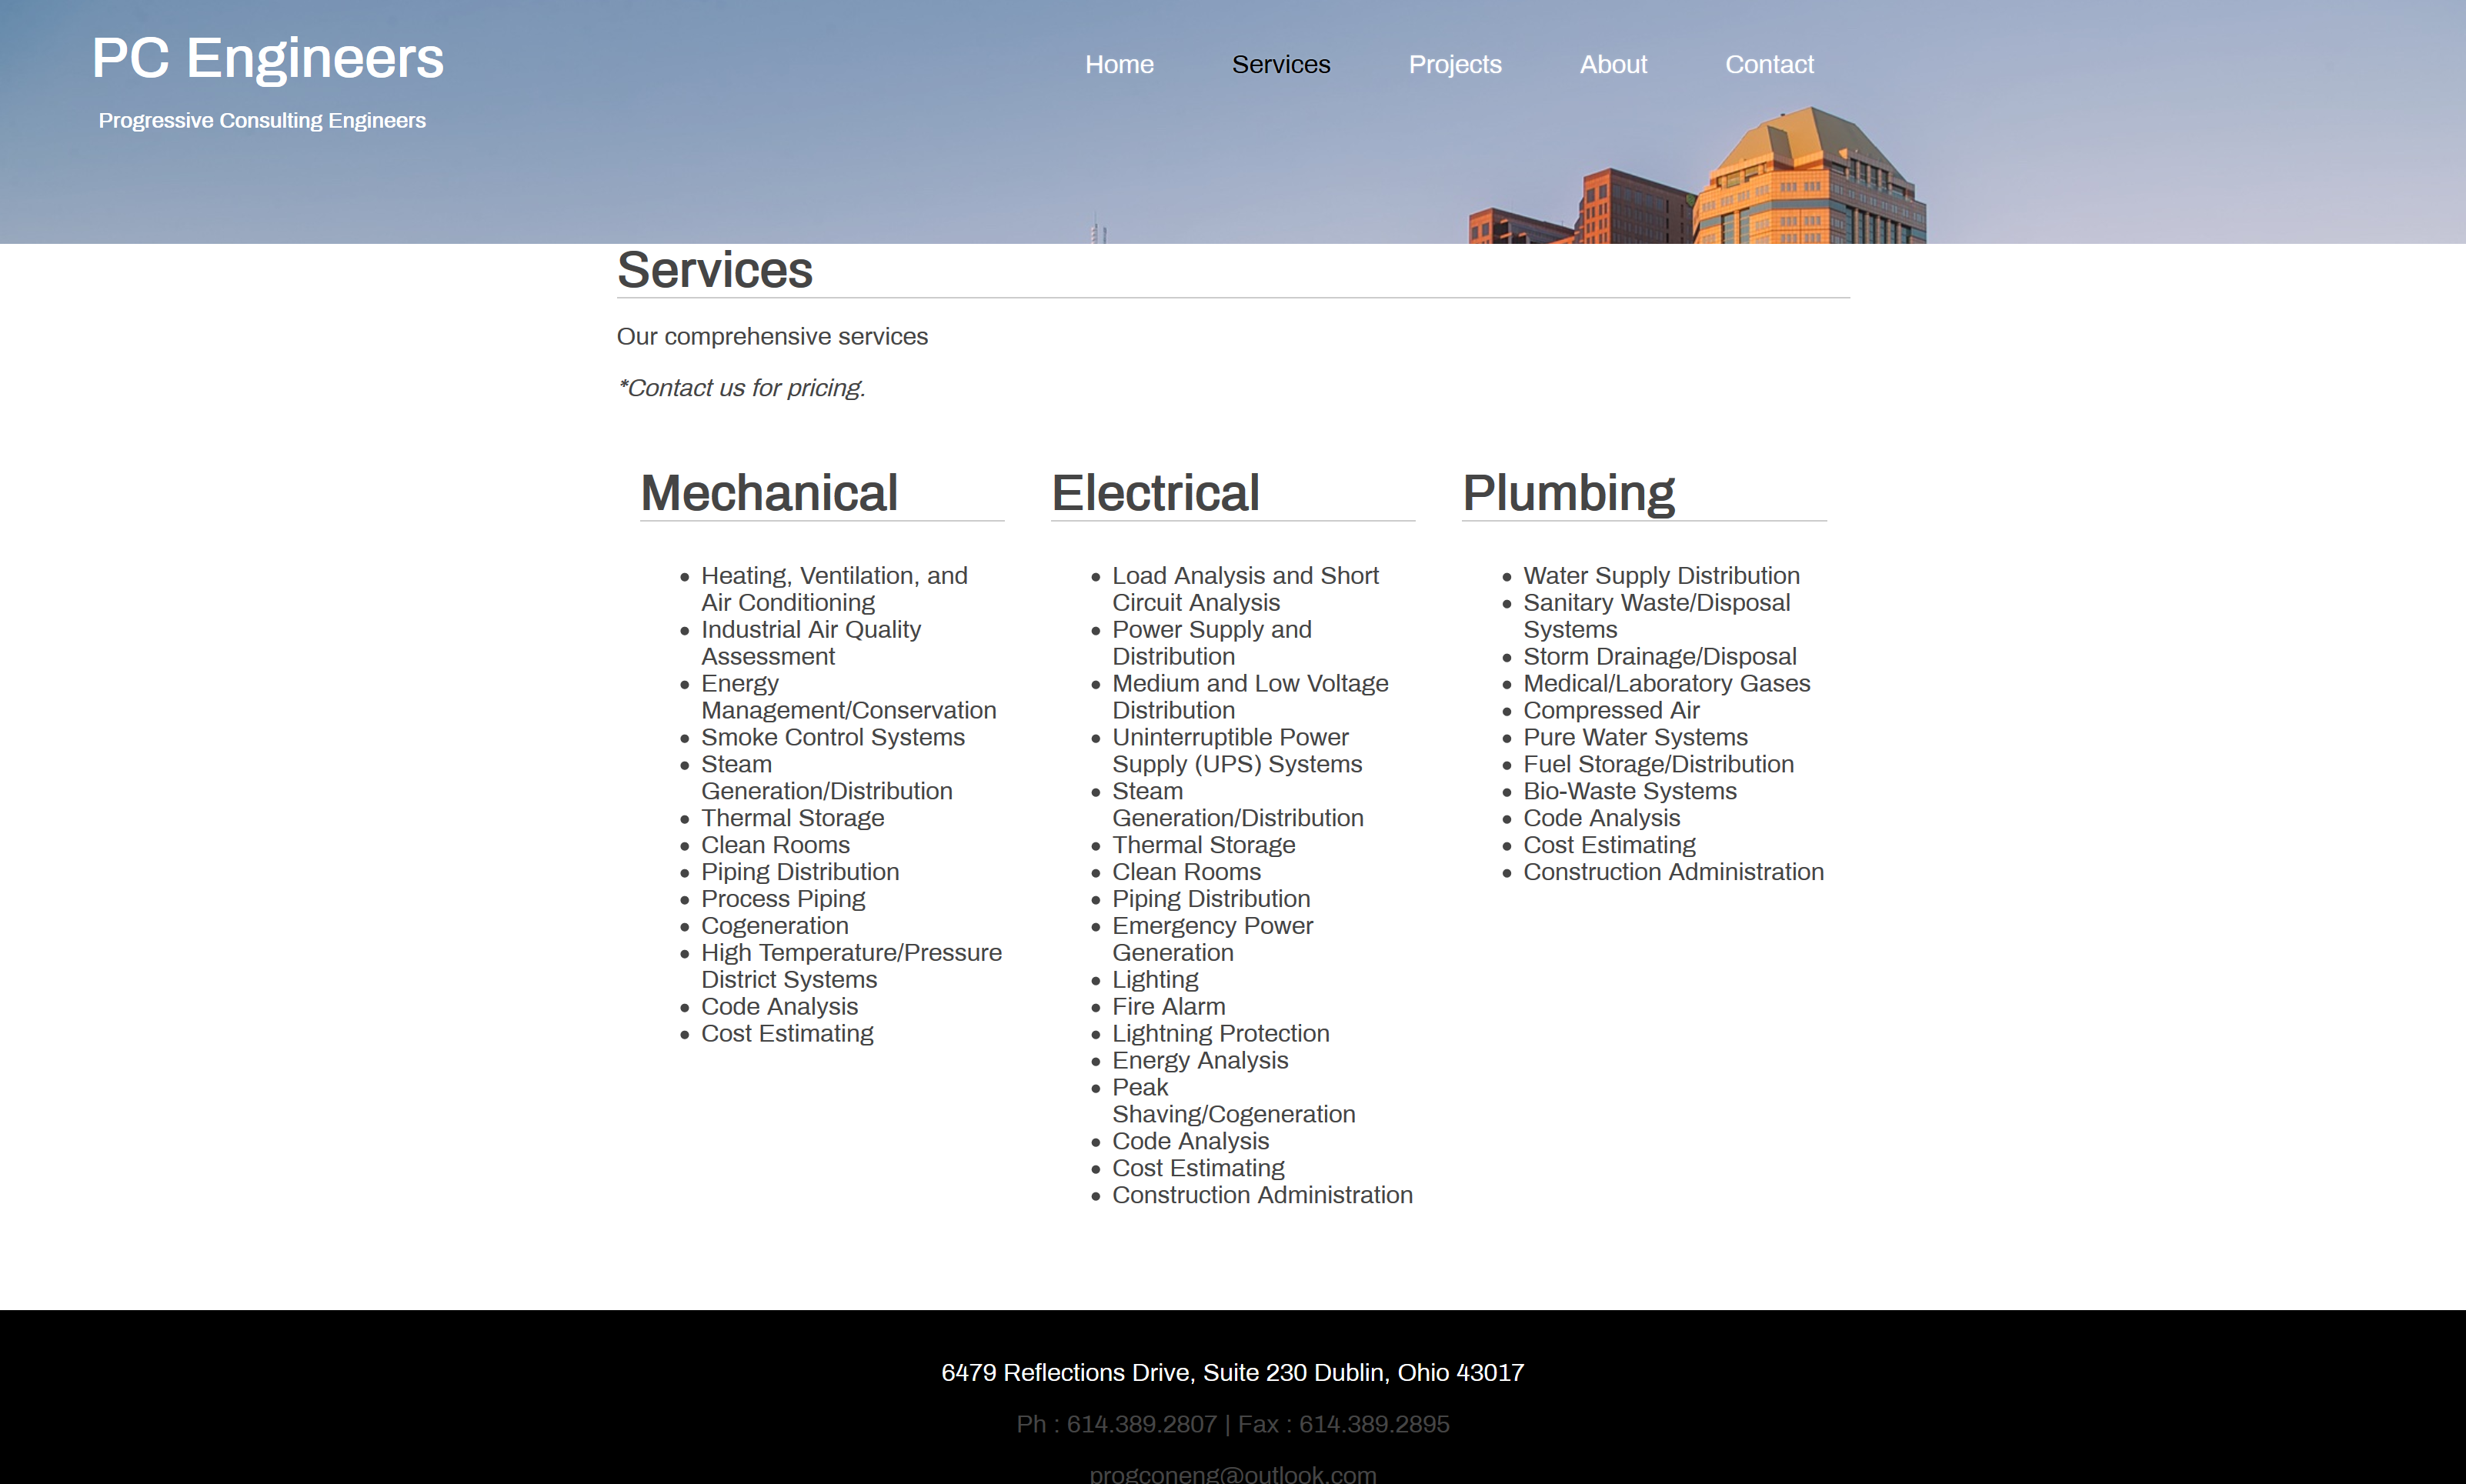 PC Engineers
Progressive Consulting Engineers
Home
Services
Projects
About
Contact
Services
Our comprehensive services
*Contact us for pricing.
Mechanical
Heating, Ventilation, and
Air Conditioning
Industrial Air Quality
Assessment
Energy
Management/Conservation
Smoke Control Systems
Steam
Generation/Distribution
Thermal Storage
Clean Rooms
Piping Distribution
Process Piping
Cogeneration
High Temperature/Pressure
District Systems
Code Analysis
Cost Estimating
Electrical
Load Analysis and Short
Circuit Analysis
Power Supply and
Distribution
Medium and Low Voltage
Distribution
Uninterruptible Power
Supply (UPS) Systems
Steam
Generation/Distribution
Thermal Storage
Clean Rooms
Piping Distribution
Emergency Power
Generation
Lighting
Fire Alarm
Lightning Protection
Energy Analysis
Peak
Shaving/Cogeneration
Code Analysis
Cost Estimating
Construction Administration
Plumbing
Water Supply Distribution
Sanitary Waste/Disposal
Systems
Storm Drainage/Disposal
Medical/Laboratory Gases
Compressed Air
Pure Water Systems
Fuel Storage/Distribution
Bio-Waste Systems
Code Analysis
Cost Estimating
Construction Administration
6479 Reflections Drive, Suite 230 Dublin, Ohio 43017
Ph : 614.389.2807 | Fax : 614.389.2895
progconeng@outlook.com